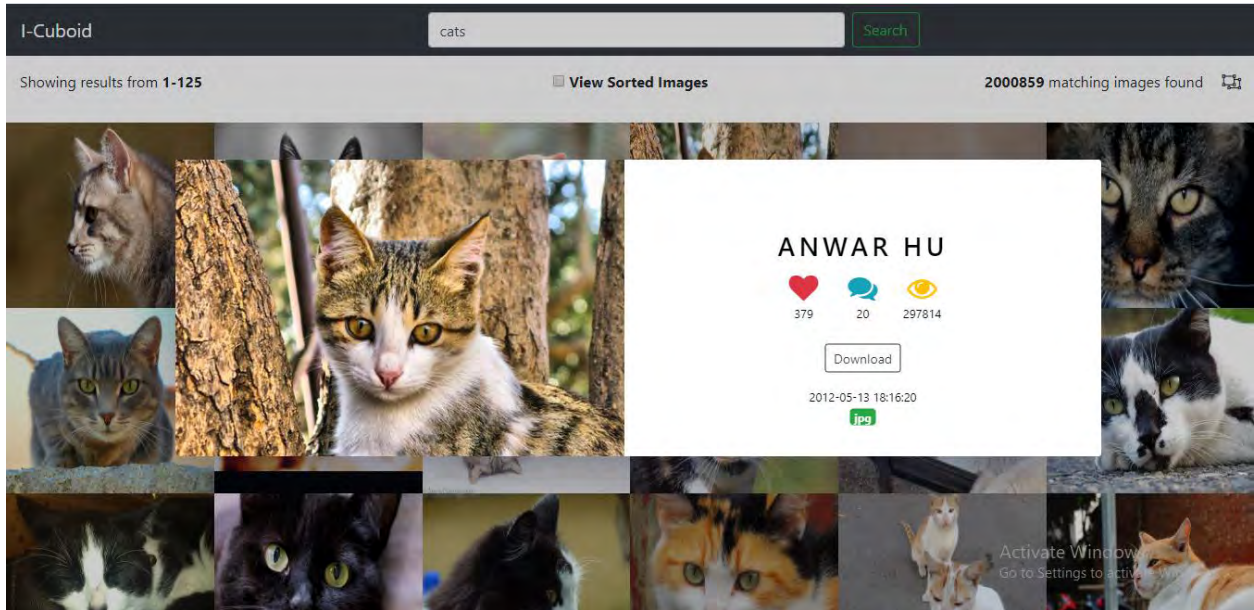 I-Cuboid
cats
Search
Showing results from 1-125
View Sorted Images
2000859 matching images found
ANWAR HU
379
20
297814
Download
2012-05-13 18:16:20
jpg
Activate Windows
Go to Settings to activate